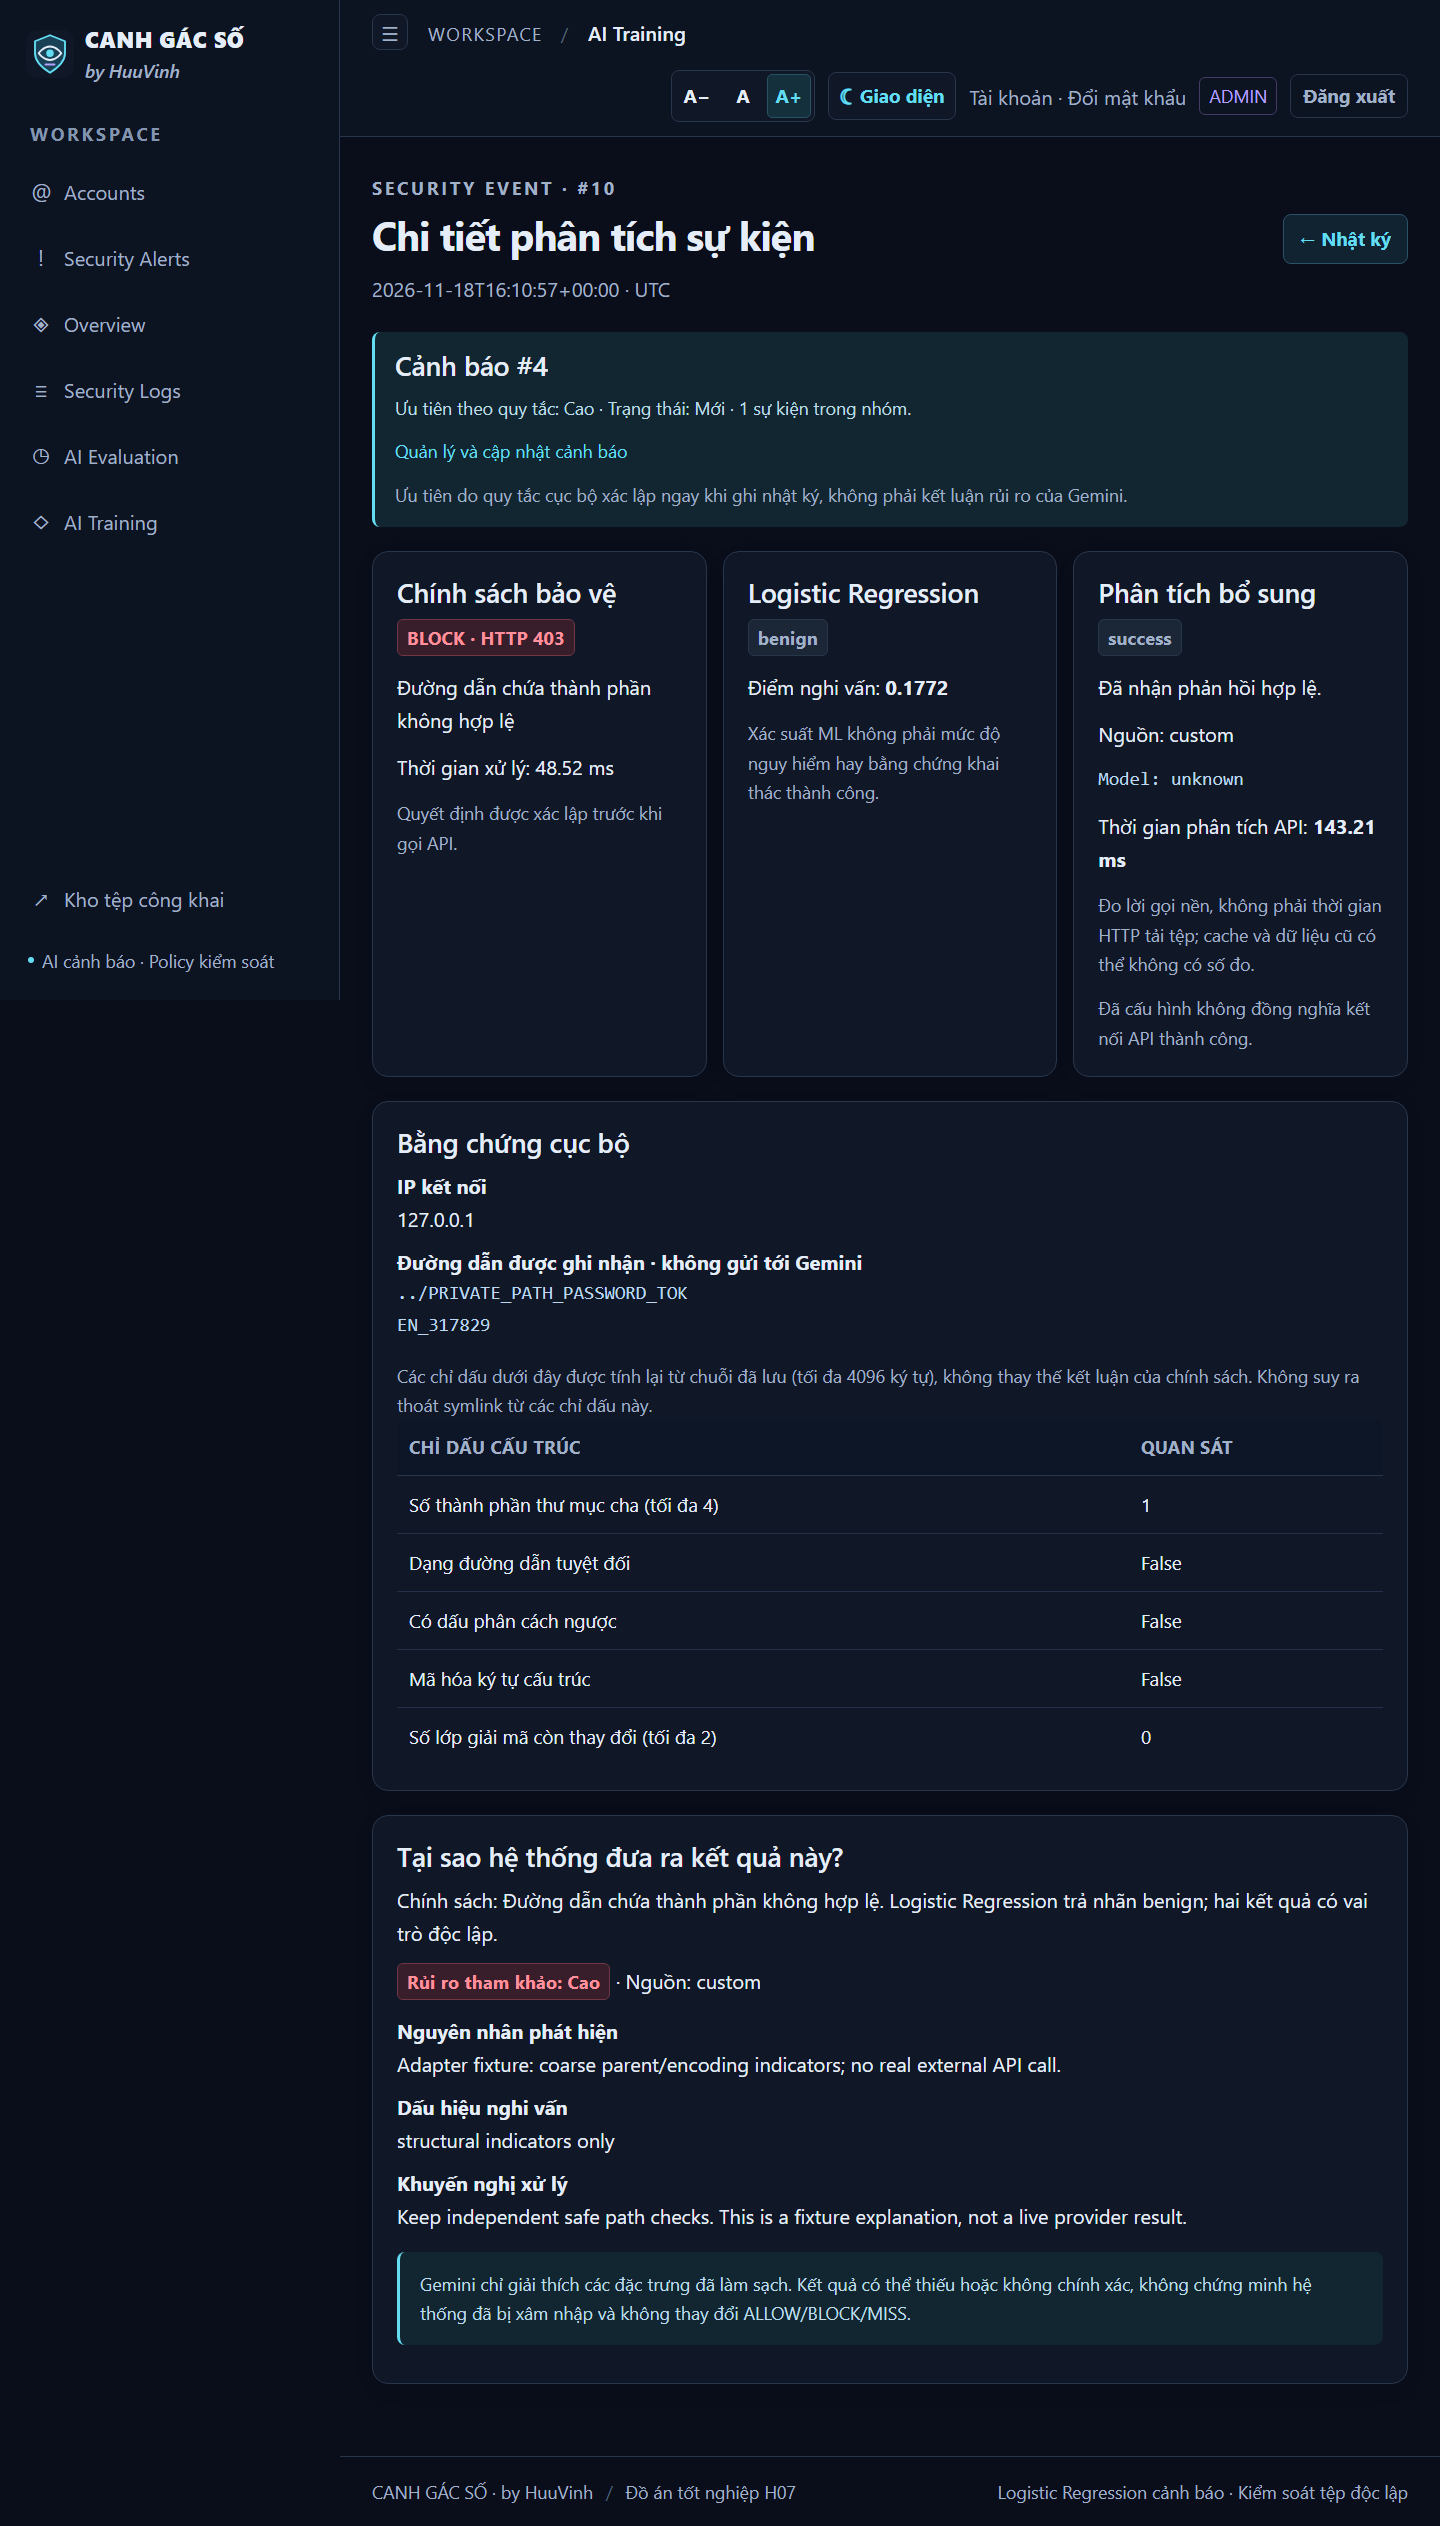 CANH GÁC SỐ
by HuuVinh
WORKSPACE
@ Accounts
! Security Alerts
◈ Overview
☰ Security Logs
◷ AI Evaluation
◇ AI Training
↗ Kho tệp công khai
• AI cảnh báo · Policy kiểm soát
☰ WORKSPACE / AI Training
A− A A+ ☾ Giao diện Tài khoản · Đổi mật khẩu ADMIN Đăng xuất
SECURITY EVENT · #10
Chi tiết phân tích sự kiện
← Nhật ký
2026-11-18T16:10:57+00:00 · UTC
Cảnh báo #4
Ưu tiên theo quy tắc: Cao · Trạng thái: Mới · 1 sự kiện trong nhóm.
Quản lý và cập nhật cảnh báo
Ưu tiên do quy tắc cục bộ xác lập ngay khi ghi nhật ký, không phải kết luận rủi ro của Gemini.
Chính sách bảo vệ
BLOCK · HTTP 403
Đường dẫn chứa thành phần
không hợp lệ
Thời gian xử lý: 48.52 ms
Quyết định được xác lập trước khi
gọi API.
Logistic Regression
benign
Điểm nghi vấn: 0.1772
Xác suất ML không phải mức độ
nguy hiểm hay bằng chứng khai
thác thành công.
Phân tích bổ sung
success
Đã nhận phản hồi hợp lệ.
Nguồn: custom
Model: unknown
Thời gian phân tích API: 143.21
ms
Đo lời gọi nền, không phải thời gian
HTTP tải tệp; cache và dữ liệu cũ có
thể không có số đo.
Đã cấu hình không đồng nghĩa kết
nối API thành công.
Bằng chứng cục bộ
IP kết nối
127.0.0.1
Đường dẫn được ghi nhận · không gửi tới Gemini
../PRIVATE_PATH_PASSWORD_TOK
EN_317829
Các chỉ dấu dưới đây được tính lại từ chuỗi đã lưu (tối đa 4096 ký tự), không thay thế kết luận của chính sách. Không suy ra
thoát symlink từ các chỉ dấu này.
CHỈ DẤU CẤU TRÚC QUAN SÁT
Số thành phần thư mục cha (tối đa 4) 1
Dạng đường dẫn tuyệt đối False
Có dấu phân cách ngược False
Mã hóa ký tự cấu trúc False
Số lớp giải mã còn thay đổi (tối đa 2) 0
Tại sao hệ thống đưa ra kết quả này?
Chính sách: Đường dẫn chứa thành phần không hợp lệ. Logistic Regression trả nhãn benign; hai kết quả có vai
trò độc lập.
Rủi ro tham khảo: Cao · Nguồn: custom
Nguyên nhân phát hiện
Adapter fixture: coarse parent/encoding indicators; no real external API call.
Dấu hiệu nghi vấn
structural indicators only
Khuyến nghị xử lý
Keep independent safe path checks. This is a fixture explanation, not a live provider result.
Gemini chỉ giải thích các đặc trưng đã làm sạch. Kết quả có thể thiếu hoặc không chính xác, không chứng minh hệ
thống đã bị xâm nhập và không thay đổi ALLOW/BLOCK/MISS.
CANH GÁC SỐ · by HuuVinh / Đồ án tốt nghiệp H07
Logistic Regression cảnh báo · Kiểm soát tệp độc lập